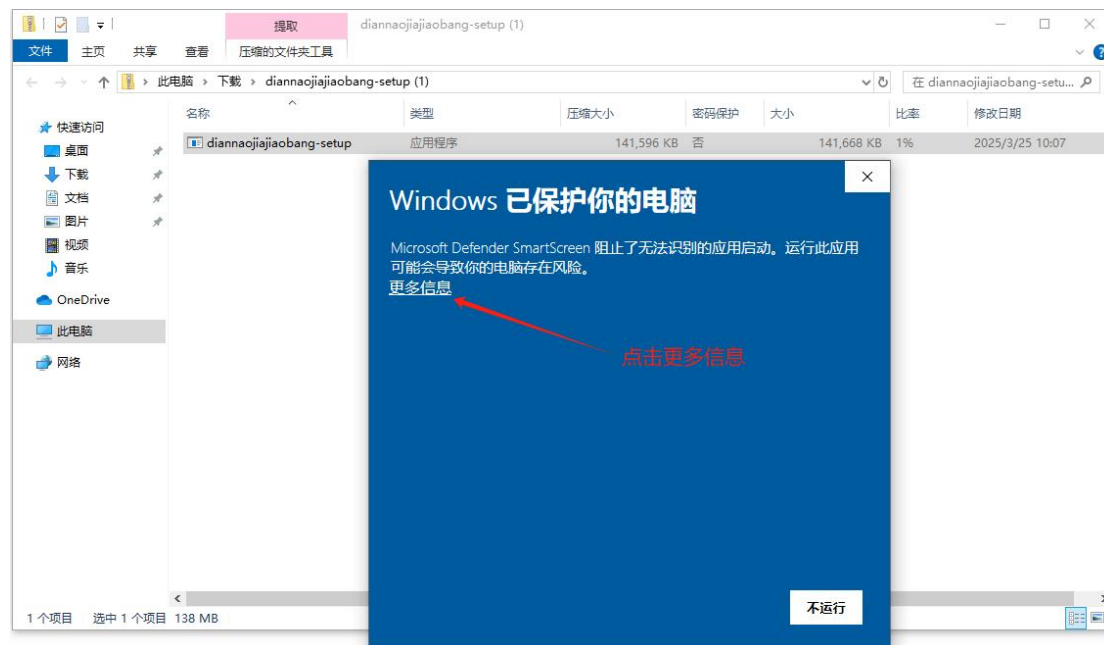 提取
diannaojiajiaobang-setup (1)
文件 主页 共享 查看 压缩的文件夹工具
此电脑 › 下载 › diannaojiajiaobang-setup (1)
在 diannaojiajiaobang-setu...
名称 类型 压缩大小 密码保护 大小 比率 修改日期
diannaojiajiaobang-setup 应用程序 141,596 KB 否 141,668 KB 1% 2025/3/25 10:07
快速访问
桌面
下载
文档
图片
视频
音乐
OneDrive
此电脑
网络
Windows 已保护你的电脑
Microsoft Defender SmartScreen 阻止了无法识别的应用启动。运行此应用
可能会导致你的电脑存在风险。
更多信息
点击更多信息
不运行
1 个项目 选中 1 个项目 138 MB